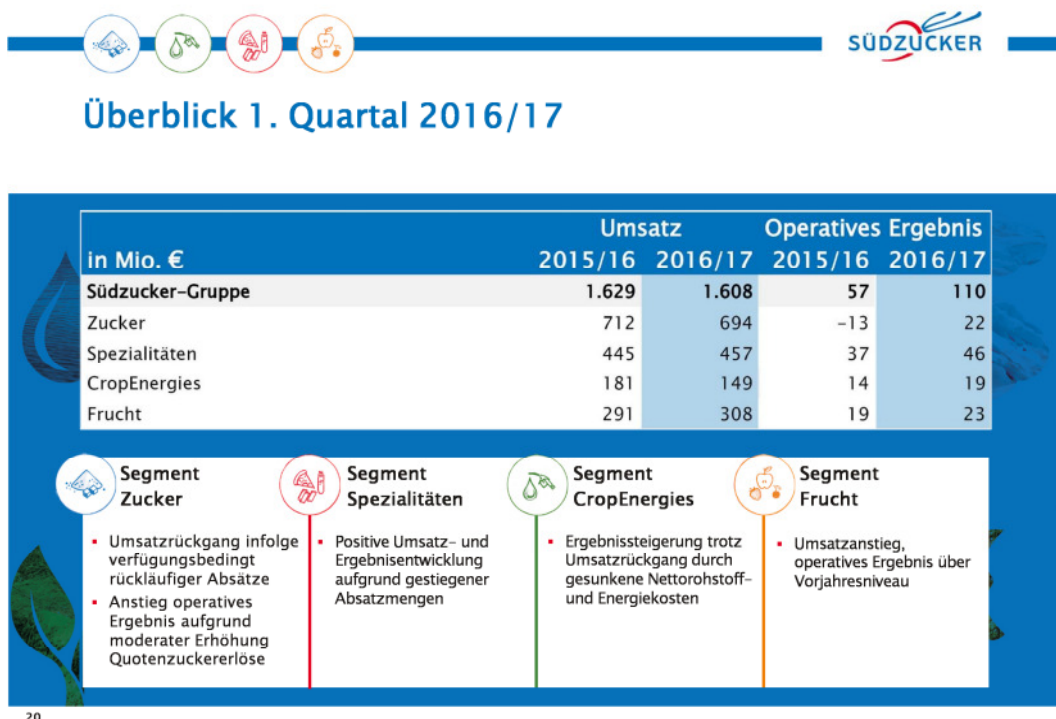 SÜDZUCKER
Überblick 1. Quartal 2016/17
Umsatz Operatives Ergebnis
in Mio. € 2015/16 2016/17 2015/16 2016/17
Südzucker-Gruppe 1.629 1.608 57 110
Zucker 712 694 -13 22
Spezialitäten 445 457 37 46
CropEnergies 181 149 14 19
Frucht 291 308 19 23
Segment
Zucker
▪ Umsatzrückgang infolge
verfügungsbedingt
rückläufiger Absätze
▪ Anstieg operatives
Ergebnis aufgrund
moderater Erhöhung
Quotenzuckererlöse
Segment
Spezialitäten
▪ Positive Umsatz- und
Ergebnisentwicklung
aufgrund gestiegener
Absatzmengen
Segment
CropEnergies
▪ Ergebnissteigerung trotz
Umsatzrückgang durch
gesunkene Nettorohstoff-
und Energiekosten
Segment
Frucht
▪ Umsatzanstieg,
operatives Ergebnis über
Vorjahresniveau
20